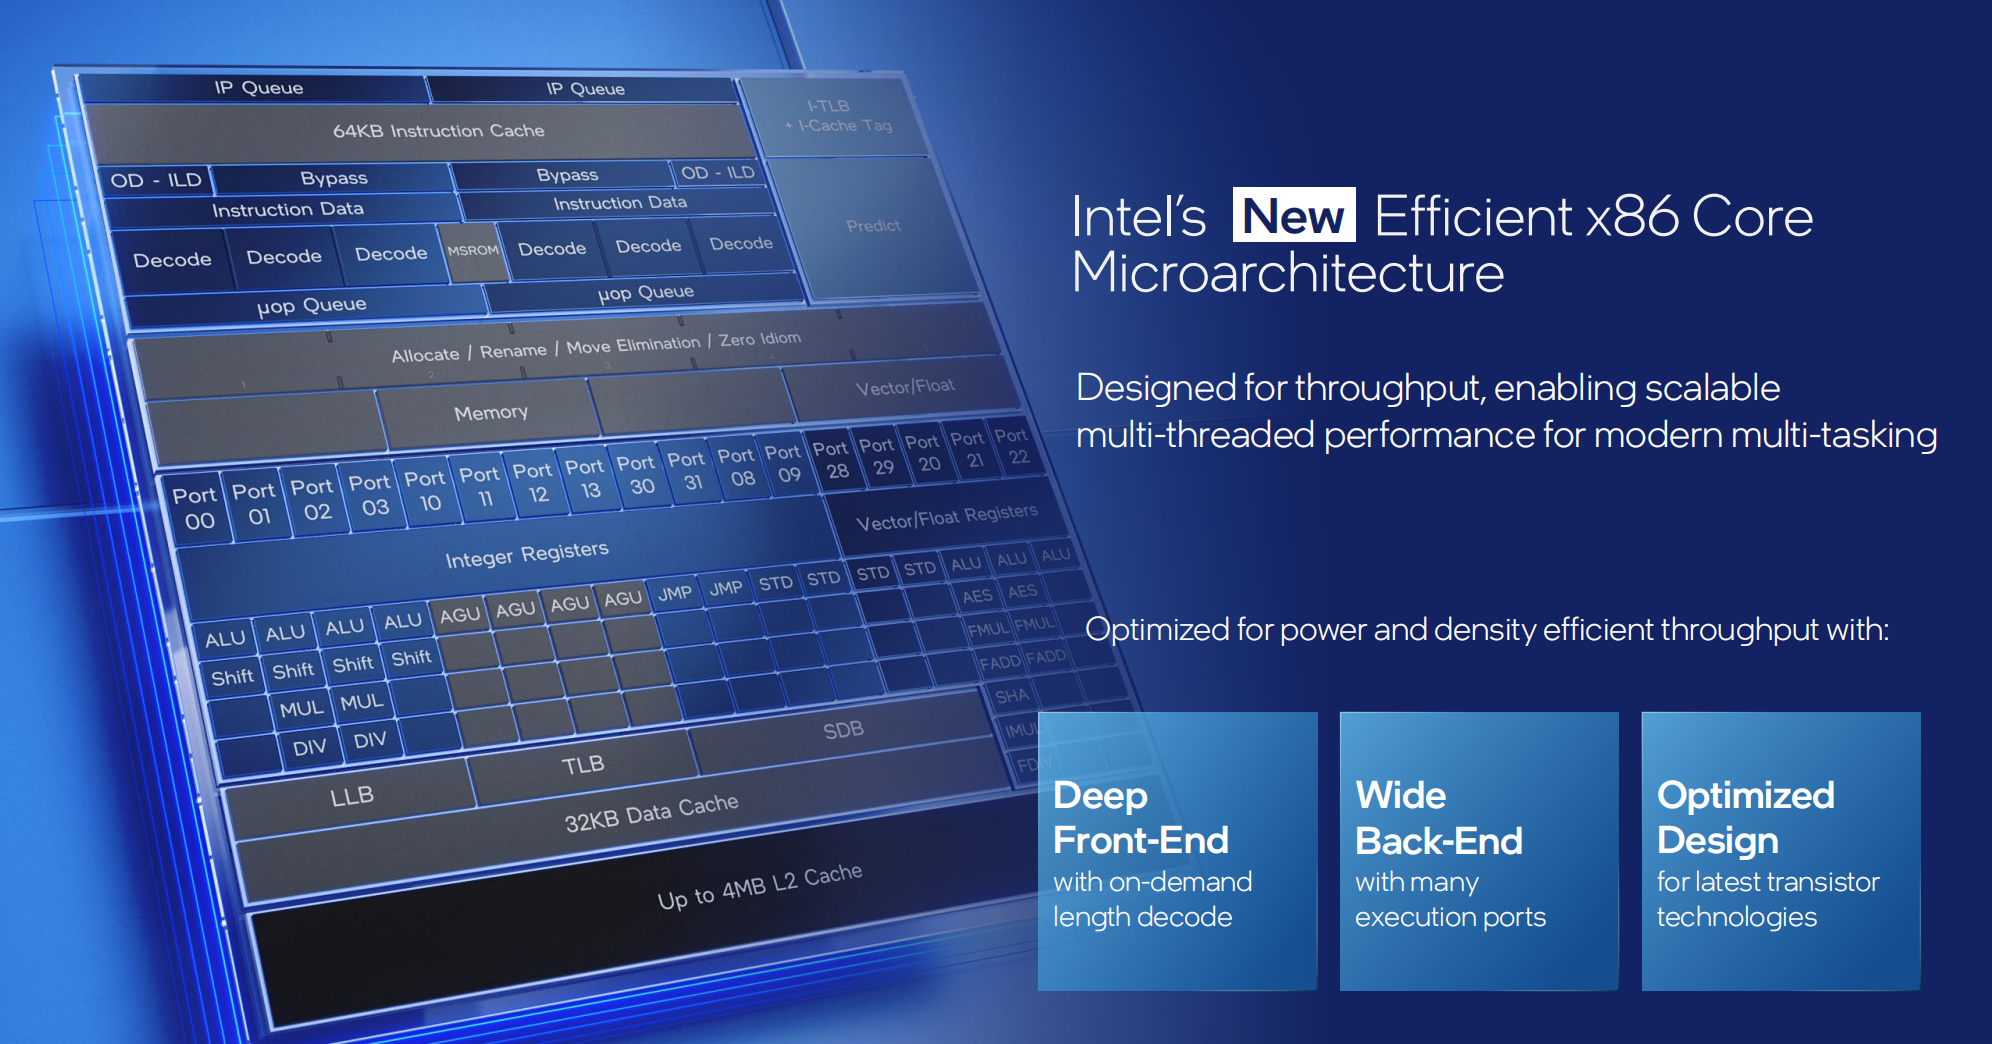 IP Queue IP Queue
I-TLB
+ I-Cache Tag
64KB Instruction Cache
OD - ILD Bypass Bypass OD - ILD
Instruction Data Instruction Data
Predict
Decode Decode Decode MSROM Decode Decode Decode
µop Queue µop Queue
Allocate / Rename / Move Elimination / Zero Idiom
1 2 3 4 5
Memory Vector/Float
Port 00 Port 01 Port 02 Port 03 Port 10 Port 11 Port 12 Port 13 Port 30 Port 31 Port 08 Port 09 Port 28 Port 29 Port 20 Port 21 Port 22
Integer Registers Vector/Float Registers
ALU ALU ALU ALU AGU AGU AGU AGU JMP JMP STD STD STD STD ALU ALU ALU
Shift Shift Shift Shift AES AES
MUL MUL FMUL FMUL
DIV DIV FADD FADD
SHA
IMUL
FDIV
LLB TLB SDB
32KB Data Cache
Up to 4MB L2 Cache
Intel's New Efficient x86 Core
Microarchitecture
Designed for throughput, enabling scalable
multi-threaded performance for modern multi-tasking
Optimized for power and density efficient throughput with:
Deep
Front-End
with on-demand
length decode
Wide
Back-End
with many
execution ports
Optimized
Design
for latest transistor
technologies